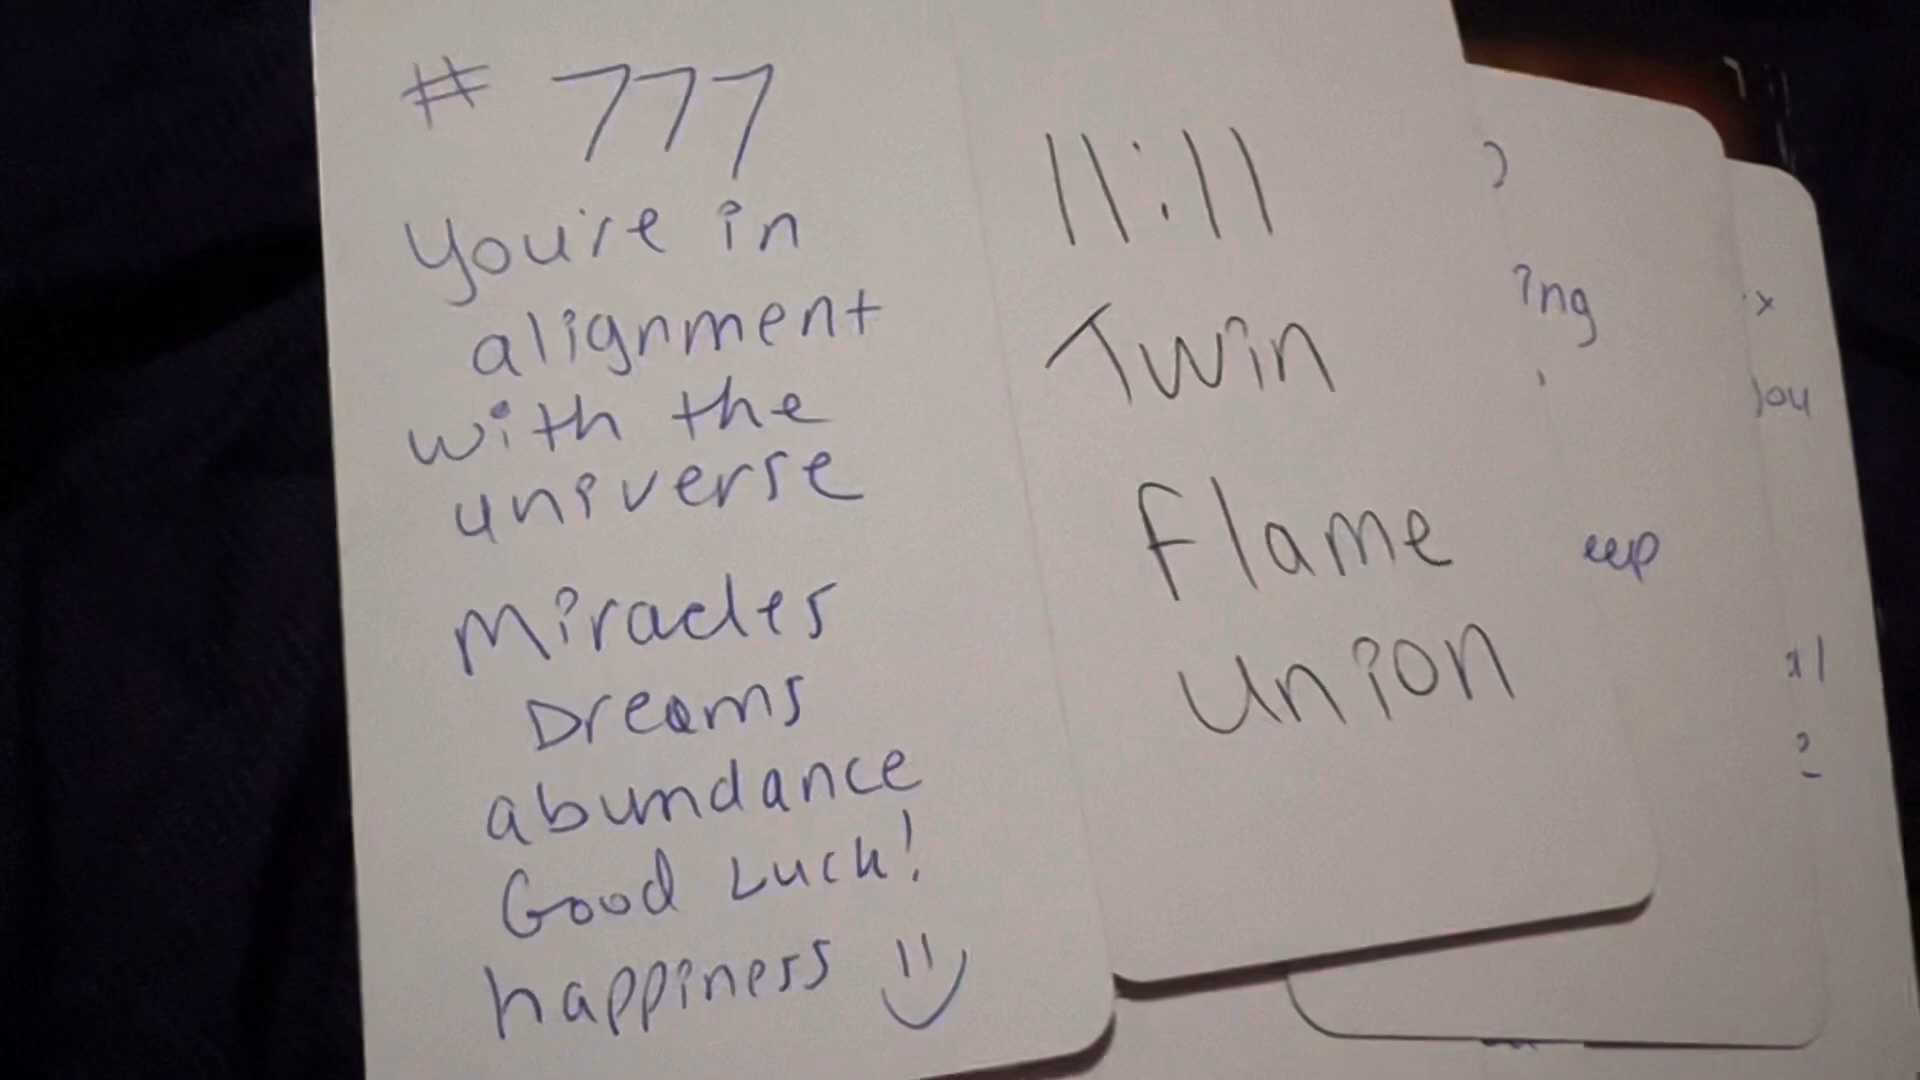 # 777
You're in
alignment
with the
universe
Miracles
Dreams
abundance
Good Luck!
happiness
11:11
Twin
Flame
Union